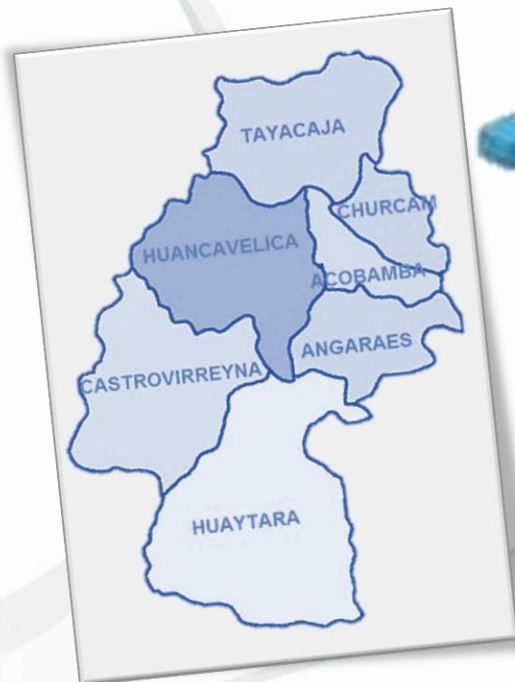 TAYACAJA
CHURCAM
HUANCAVELICA
ACOBAMBA
ANGARAES
CASTROVIRREYNA
HUAYTARA